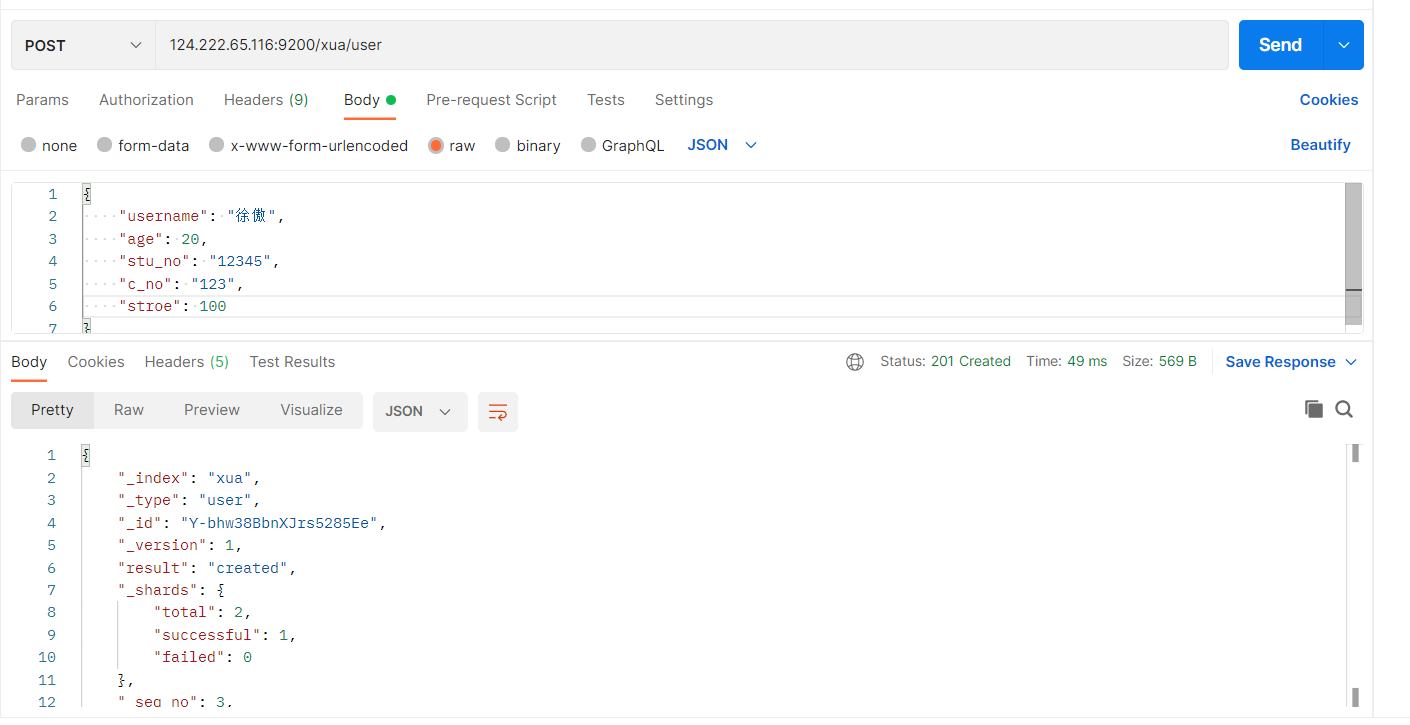 POST 124.222.65.116:9200/xua/user Send
Params Authorization Headers (9) Body Pre-request Script Tests Settings Cookies
none form-data x-www-form-urlencoded raw binary GraphQL JSON Beautify
1 {
2 "username": "徐傲",
3 "age": 20,
4 "stu_no": "12345",
5 "c_no": "123",
6 "stroe": 100
7 }
Body Cookies Headers (5) Test Results Status: 201 Created Time: 49 ms Size: 569 B Save Response
Pretty Raw Preview Visualize JSON
1 {
2 "_index": "xua",
3 "_type": "user",
4 "_id": "Y-bhw38BbnXJrs5285Ee",
5 "_version": 1,
6 "result": "created",
7 "_shards": {
8 "total": 2,
9 "successful": 1,
10 "failed": 0
11 },
12 "_seq_no": 3,